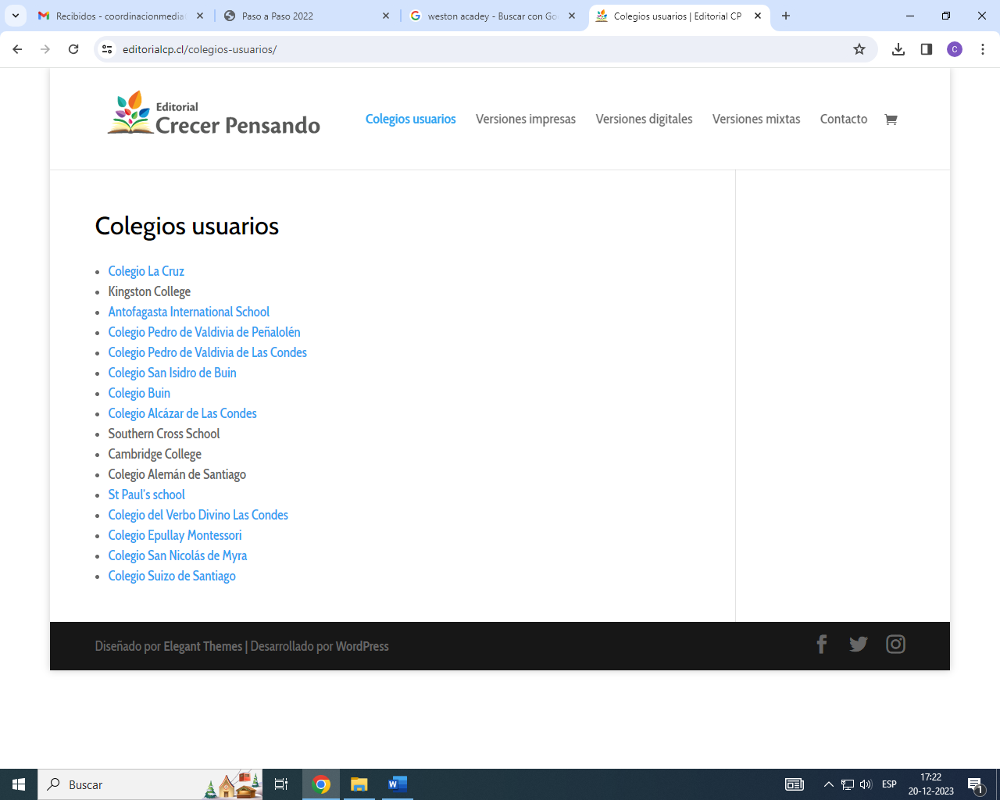 Recibidos - coordinacionmedia
Paso a Paso 2022
weston acadey - Buscar con Go
Colegios usuarios | Editorial CP
editorialcp.cl/colegios-usuarios/
C
Editorial
Crecer Pensando
Colegios usuarios
Versiones impresas
Versiones digitales
Versiones mixtas
Contacto
Colegios usuarios
• Colegio La Cruz
• Kingston College
• Antofagasta International School
• Colegio Pedro de Valdivia de Peñalolén
• Colegio Pedro de Valdivia de Las Condes
• Colegio San Isidro de Buin
• Colegio Buin
• Colegio Alcázar de Las Condes
• Southern Cross School
• Cambridge College
• Colegio Alemán de Santiago
• St Paul's school
• Colegio del Verbo Divino Las Condes
• Colegio Epullay Montessori
• Colegio San Nicolás de Myra
• Colegio Suizo de Santiago
Diseñado por Elegant Themes | Desarrollado por WordPress
Buscar
W
ESP
17:22
20-12-2023
1